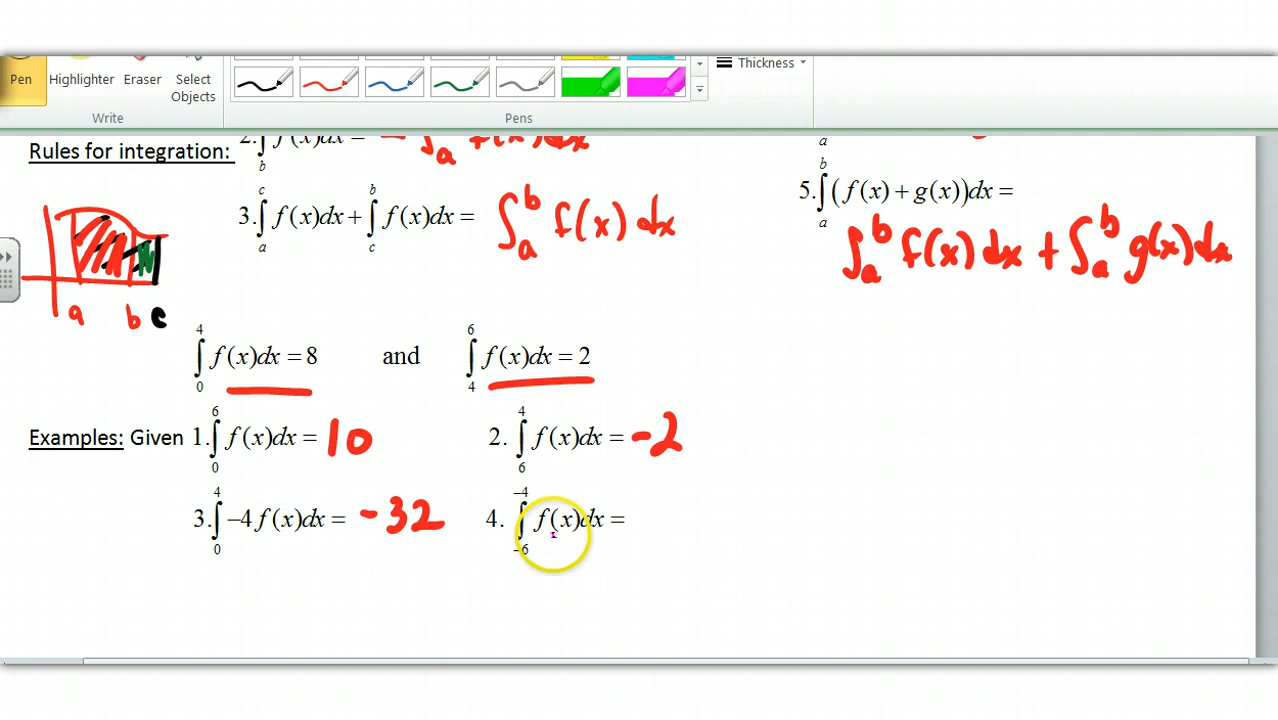 Pen Highlighter Eraser Select Objects Thickness
Write Pens
Rules for integration: 2. ∫_b f(x)dx = - ∫_a f(x)dx a
3. ∫_a^c f(x)dx + ∫_c^b f(x)dx = ∫_a^b f(x) dx
5. ∫_a^b (f(x) + g(x))dx =
∫_a^b f(x) dx + ∫_a^b g(x) dx
a b c
∫_0^4 f(x)dx = 8 and ∫_4^6 f(x)dx = 2
Examples: Given 1. ∫_0^6 f(x)dx = 10 2. ∫_6^4 f(x)dx = -2
3. ∫_0^4 −4f(x)dx = -32 4. ∫_−6^−4 f(x)dx =